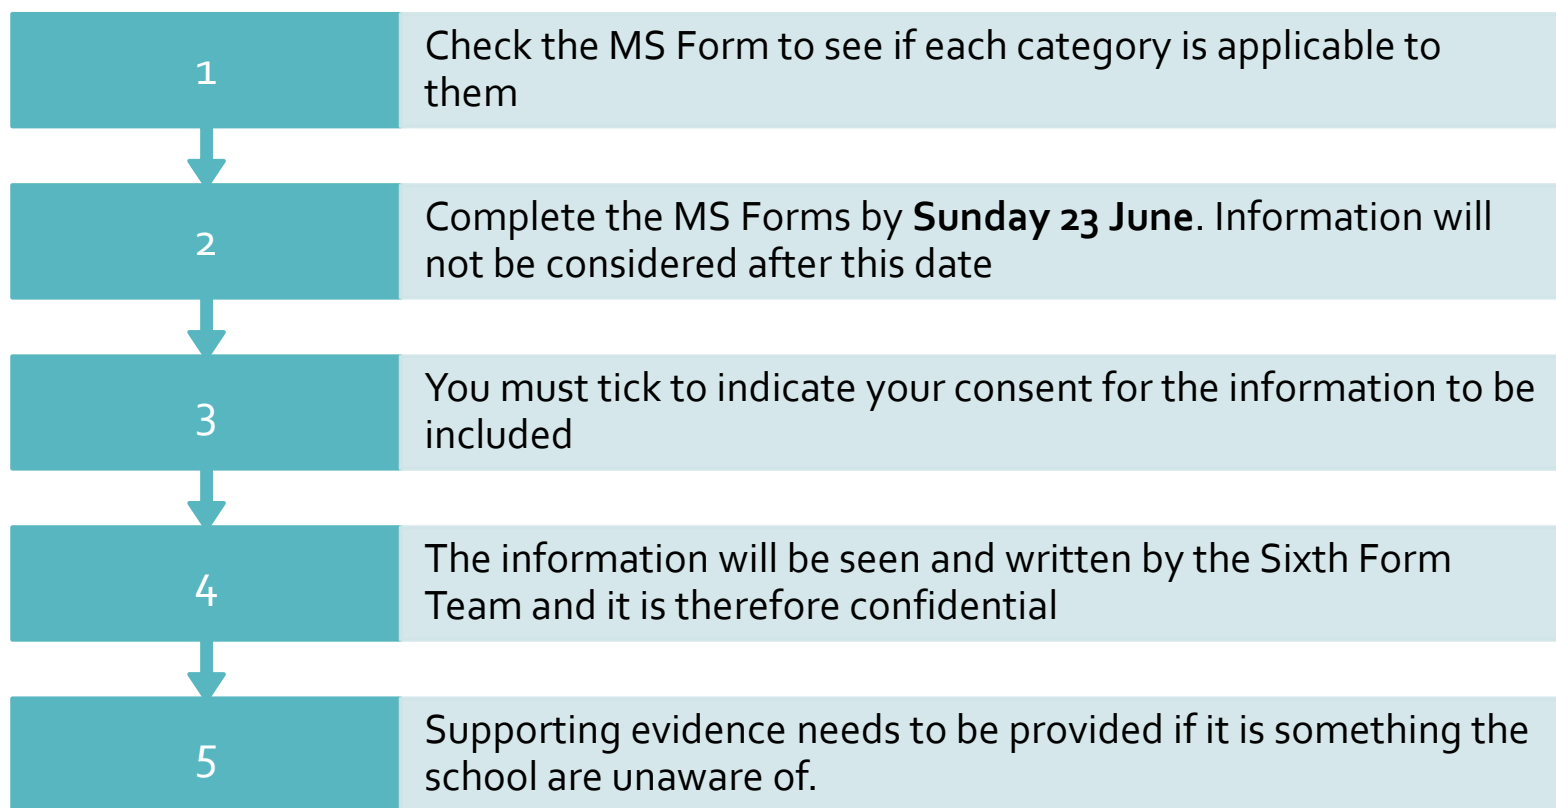 1
Check the MS Form to see if each category is applicable to
them
2
Complete the MS Forms by Sunday 23 June. Information will
not be considered after this date
3
You must tick to indicate your consent for the information to be
included
4
The information will be seen and written by the Sixth Form
Team and it is therefore confidential
5
Supporting evidence needs to be provided if it is something the
school are unaware of.